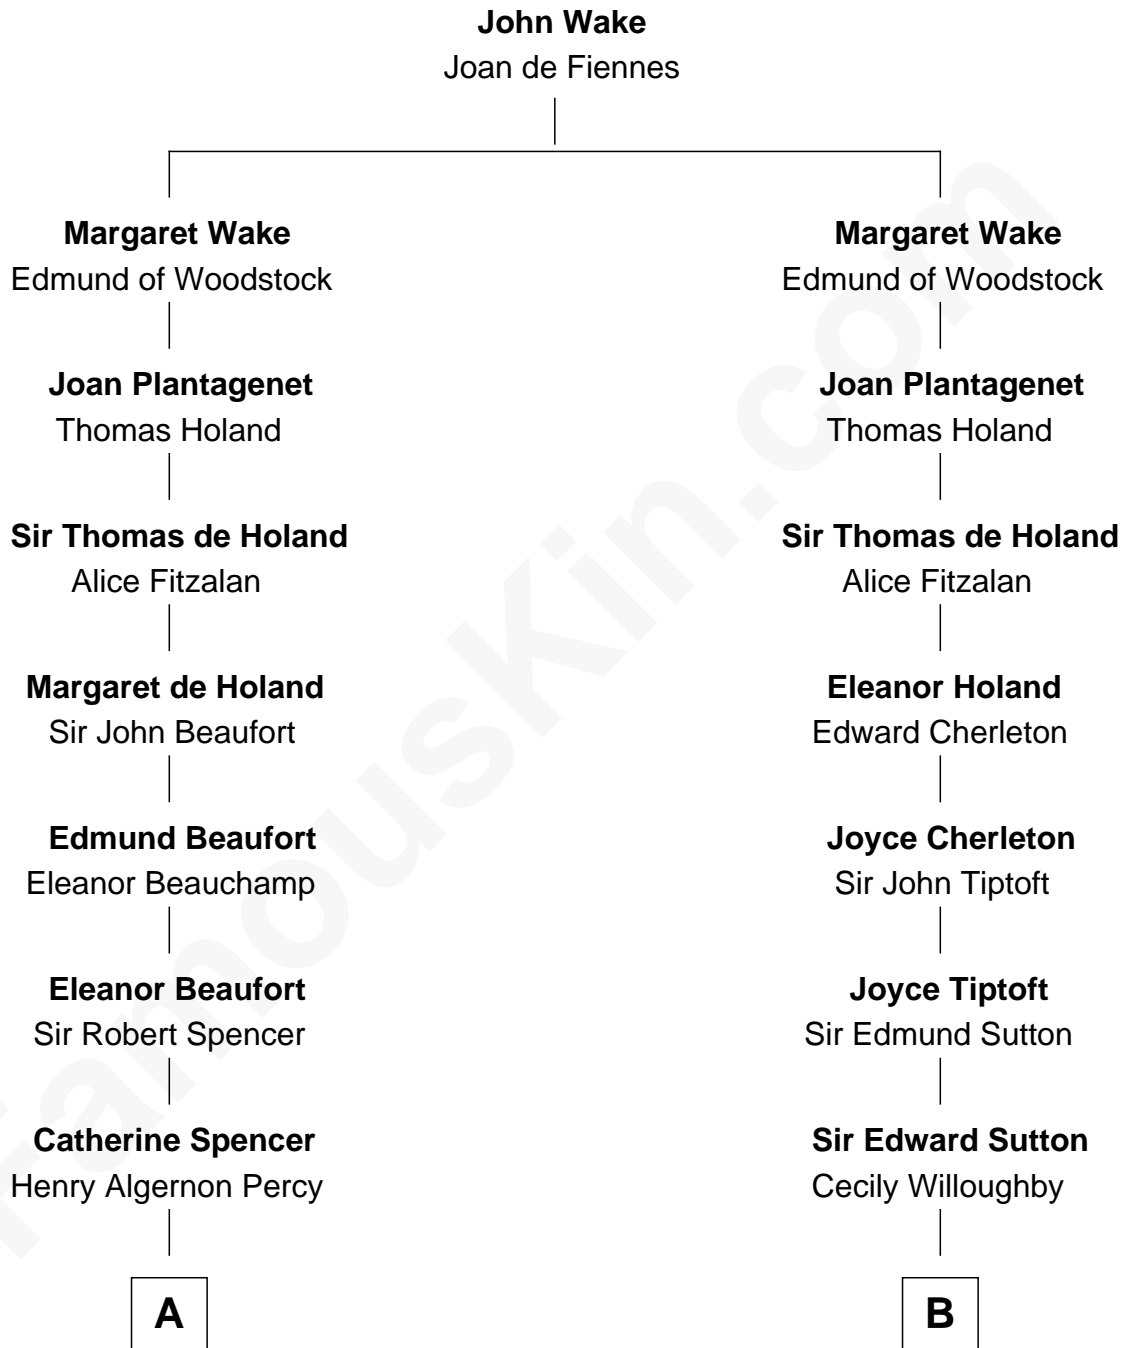 John Wake
Joan de Fiennes
Margaret Wake
Edmund of Woodstock
Joan Plantagenet
Thomas Holand
Sir Thomas de Holand
Alice Fitzalan
Margaret de Holand
Sir John Beaufort
Edmund Beaufort
Eleanor Beauchamp
Eleanor Beaufort
Sir Robert Spencer
Catherine Spencer
Henry Algernon Percy
A
Margaret Wake
Edmund of Woodstock
Joan Plantagenet
Thomas Holand
Sir Thomas de Holand
Alice Fitzalan
Eleanor Holand
Edward Cherleton
Joyce Cherleton
Sir John Tiptoft
Joyce Tiptoft
Sir Edmund Sutton
Sir Edward Sutton
Cecily Willoughby
B
FamousKin.com